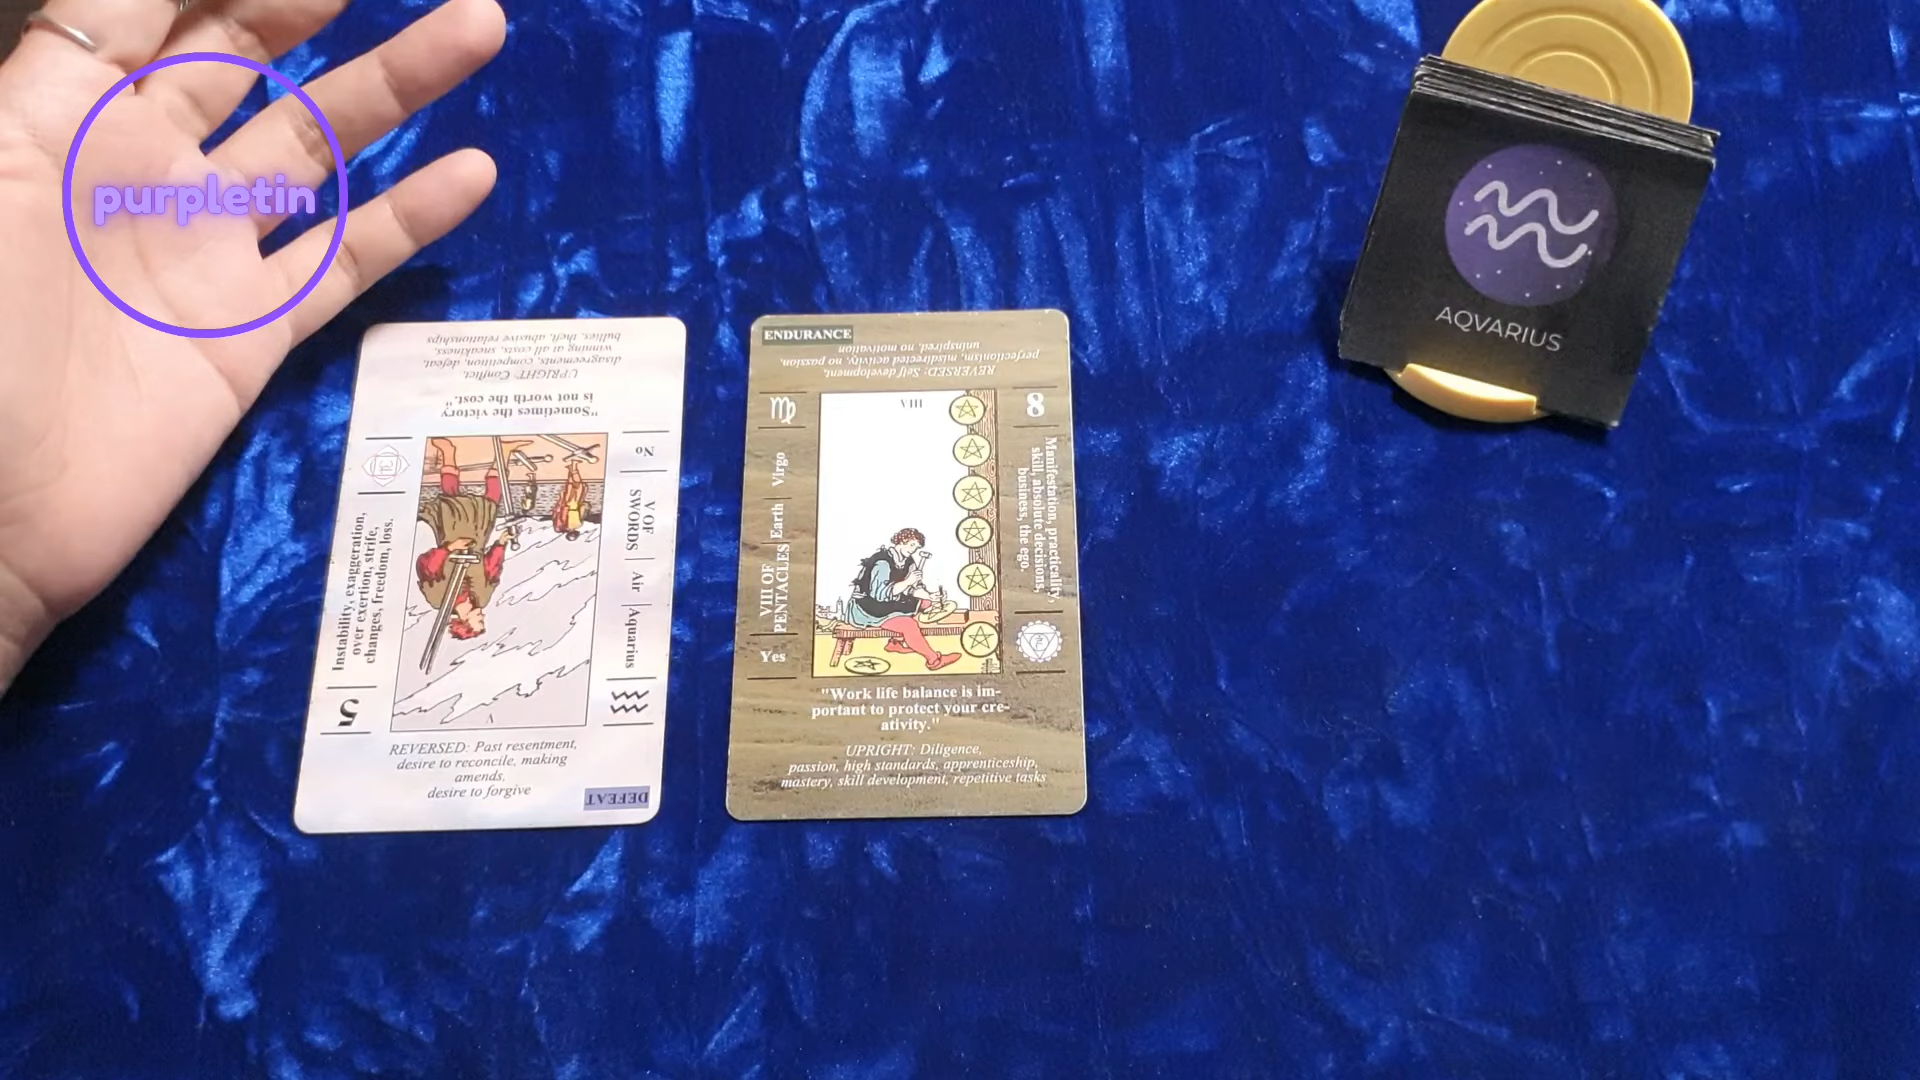 purpletin
UPRIGHT: Conflict,
disagreements, competition, defeat,
winning at all costs, sneakiness,
bullies, theft, abusive relationships
"Sometimes the victory
is not worth the cost."
No
V OF
SWORDS
Air
Aquarius
Instability, exaggeration,
over exertion, strife,
changes, freedom, loss.
5
V
REVERSED: Past resentment,
desire to reconcile, making
amends,
desire to forgive
DEFEAT
ENDURANCE
REVERSED: Self development,
perfectionism, misdirected activity, no passion,
uninspired, no motivation
VIII
8
Virgo
Earth
VIII OF
PENTACLES
Yes
Manifestation, practicality,
skill, absolute decisions,
business, the ego.
"Work life balance is im-
portant to protect your cre-
ativity."
UPRIGHT: Diligence,
passion, high standards, apprenticeship,
mastery, skill development, repetitive tasks
AQVARIUS